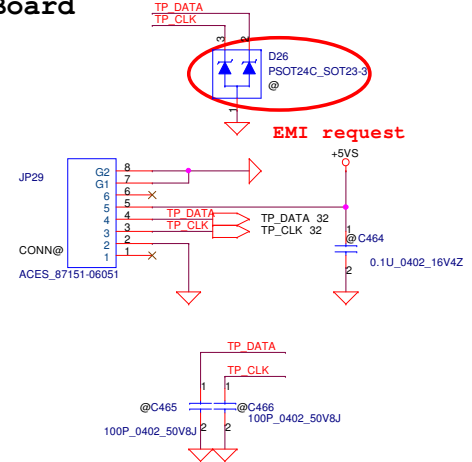 Board
TP_DATA
TP_CLK
3
2
D26
PSOT24C_SOT23-3
@
1
EMI request
+5VS
JP29
G2
8
G1
7
6
6
5
5
4
4
TP_DATA
TP_DATA 32
3
3
TP_CLK
TP_CLK 32
2
2
1
1
CONN@
ACES_87151-06051
1
@C464
2
0.1U_0402_16V4Z
TP_DATA
TP_CLK
1
1
@C465
@C466
100P_0402_50V8J
100P_0402_50V8J
2
2